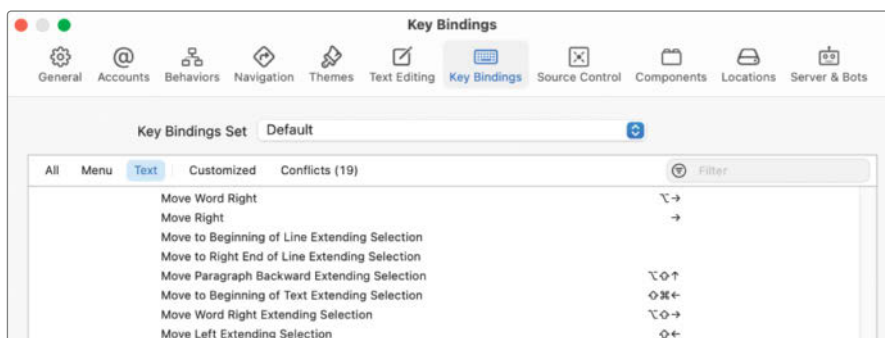 Key Bindings
General Accounts Behaviors Navigation Themes Text Editing Key Bindings Source Control Components Locations Server & Bots
Key Bindings Set Default
All Menu Text Customized Conflicts (19) Filter
Move Word Right ⌥→
Move Right →
Move to Beginning of Line Extending Selection
Move to Right End of Line Extending Selection
Move Paragraph Backward Extending Selection ⌥⇧↑
Move to Beginning of Text Extending Selection ⇧⌘←
Move Word Right Extending Selection ⌥⇧→
Move Left Extending Selection ⇧←